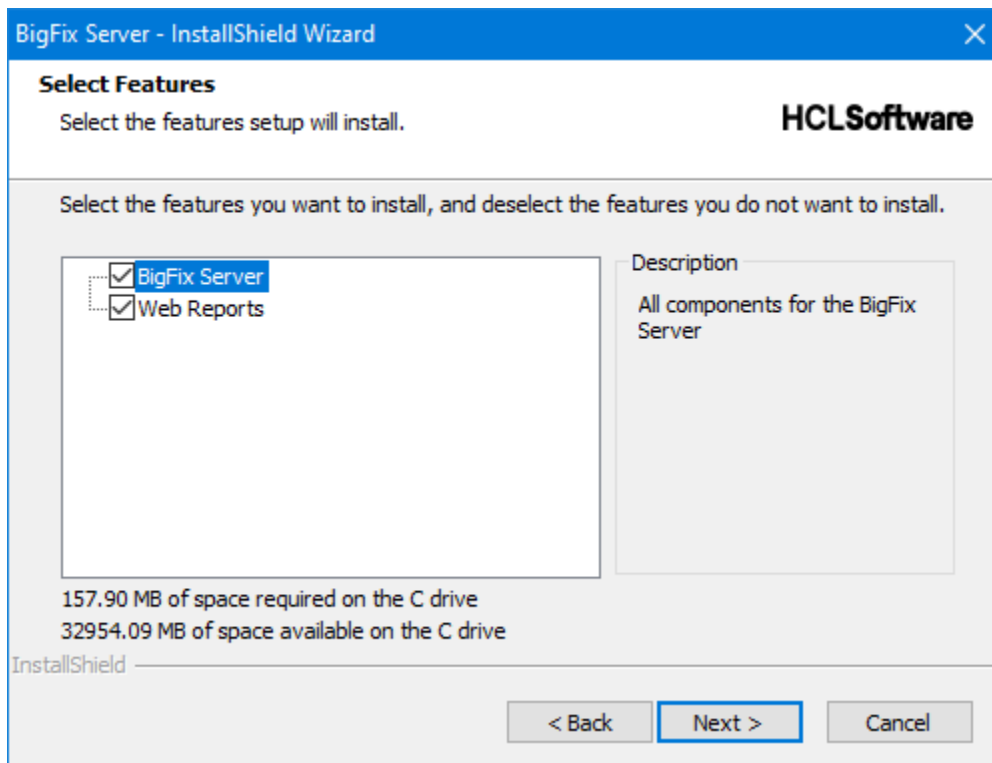 BigFix Server - InstallShield Wizard
Select Features
Select the features setup will install.
HCLSoftware
Select the features you want to install, and deselect the features you do not want to install.
BigFix Server
Web Reports
Description
All components for the BigFix
Server
157.90 MB of space required on the C drive
32954.09 MB of space available on the C drive
InstallShield
< Back
Next >
Cancel